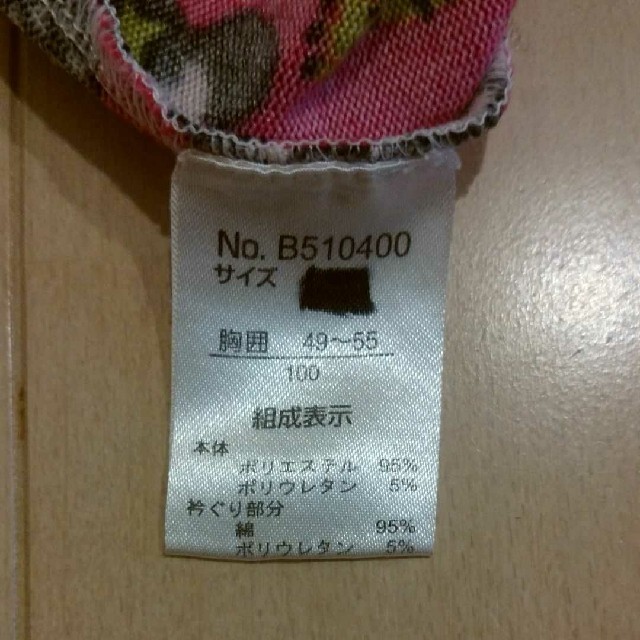 No. B510400
サイズ
胸囲 49～55
100
組成表示
本体
ポリエステル 95%
ポリウレタン 5%
衿ぐり部分
綿 95%
ポリウレタン 5%